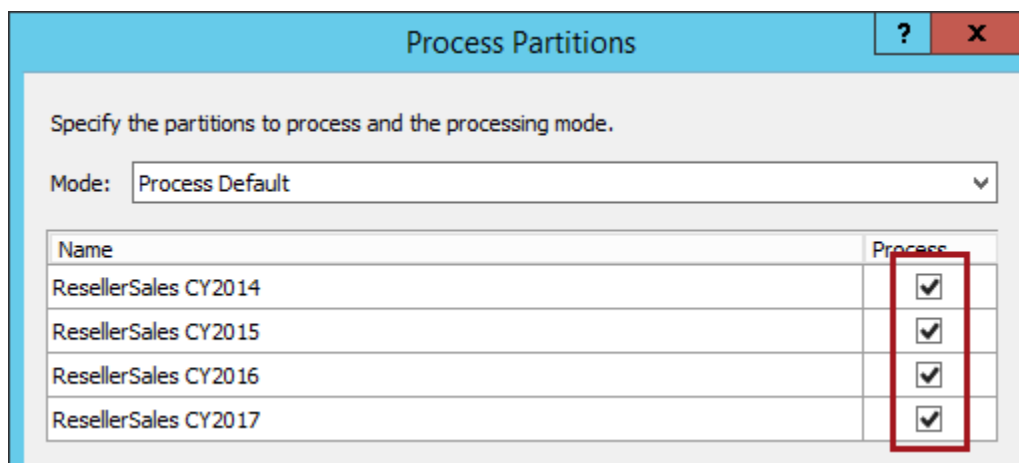 Process Partitions
?
x
Specify the partitions to process and the processing mode.
Mode: Process Default
Name Process
ResellerSales CY2014
ResellerSales CY2015
ResellerSales CY2016
ResellerSales CY2017